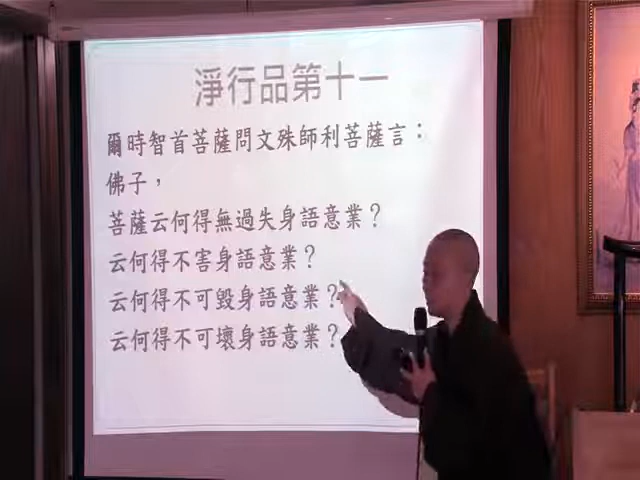 淨行品第十一
爾時智首菩薩問文殊師利菩薩言：
佛子，
菩薩云何得無過失身語意業？
云何得不害身語意業？
云何得不可毀身語意業？
云何得不可壞身語意業？